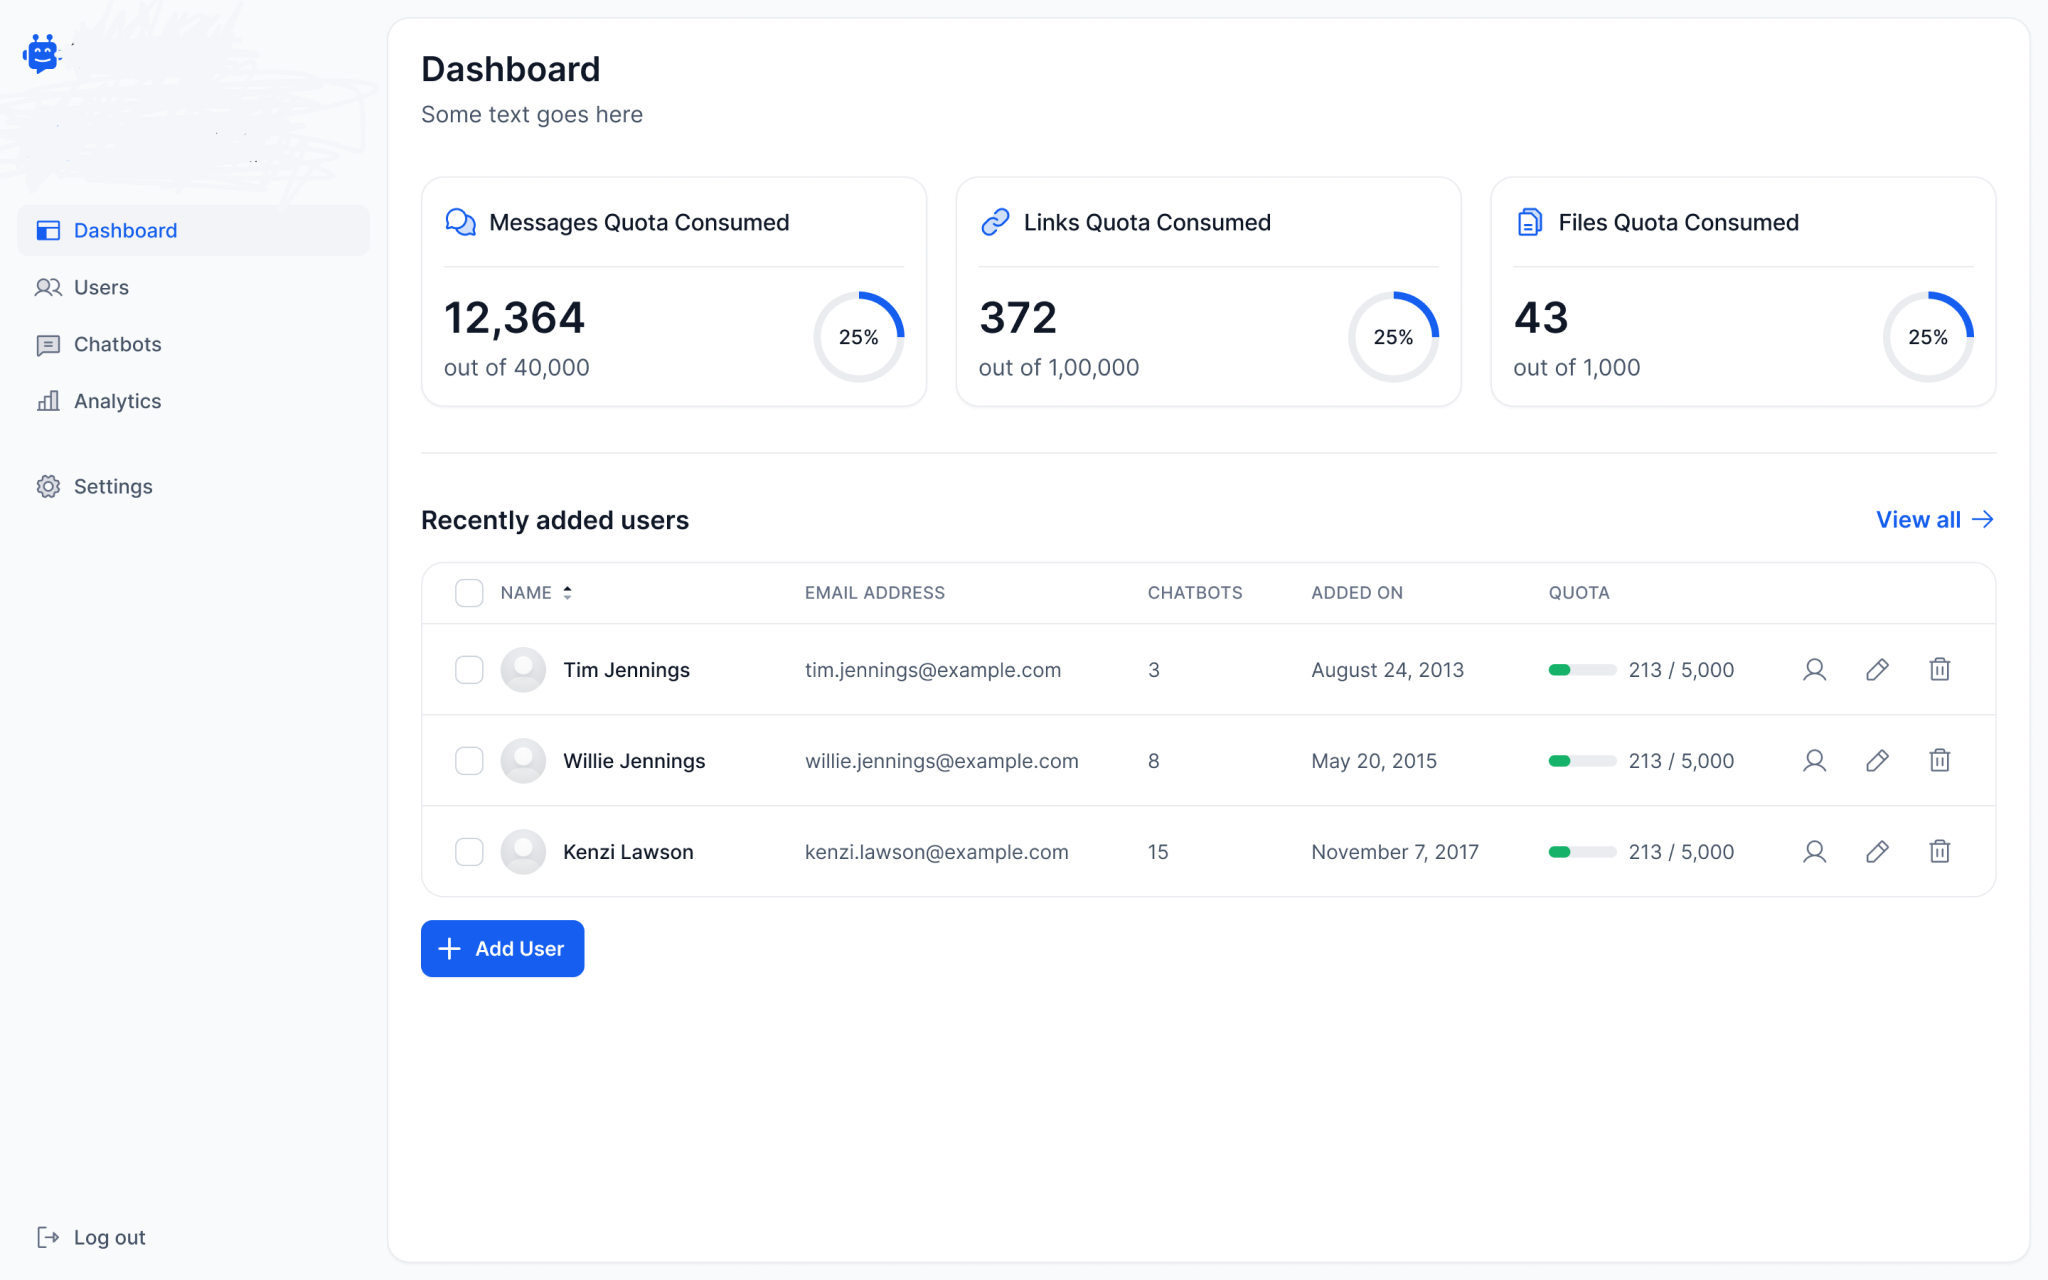 Dashboard
Users
Chatbots
Analytics
Settings
Log out
Dashboard
Some text goes here
Messages Quota Consumed
12,364
out of 40,000
25%
Links Quota Consumed
372
out of 1,00,000
25%
Files Quota Consumed
43
out of 1,000
25%
Recently added users
View all
NAME EMAIL ADDRESS CHATBOTS ADDED ON QUOTA
Tim Jennings tim.jennings@example.com 3 August 24, 2013 213 / 5,000
Willie Jennings willie.jennings@example.com 8 May 20, 2015 213 / 5,000
Kenzi Lawson kenzi.lawson@example.com 15 November 7, 2017 213 / 5,000
Add User